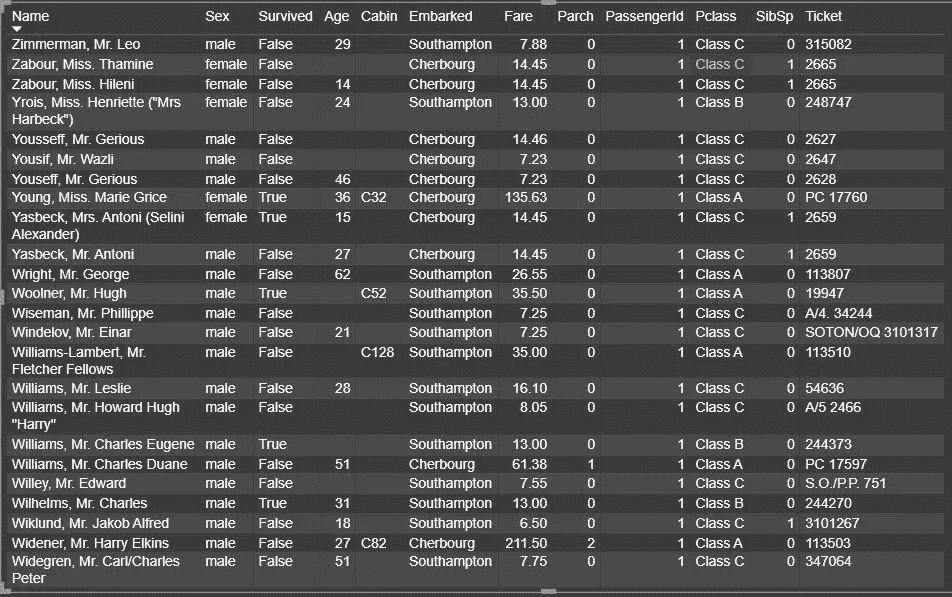 Name Sex Survived Age Cabin Embarked Fare Parch PassengerId Pclass SibSp Ticket
Zimmerman, Mr. Leo male False 29 Southampton 7.88 0 1 Class C 0 315082
Zabour, Miss. Thamine female False Cherbourg 14.45 0 1 Class C 1 2665
Zabour, Miss. Hileni female False 14 Cherbourg 14.45 0 1 Class C 1 2665
Yrois, Miss. Henriette ("Mrs female False 24 Southampton 13.00 0 1 Class B 0 248747
Harbeck")
Yousseff, Mr. Gerious male False Cherbourg 14.46 0 1 Class C 0 2627
Yousif, Mr. Wazli male False Cherbourg 7.23 0 1 Class C 0 2647
Youseff, Mr. Gerious male False 46 Cherbourg 7.23 0 1 Class C 0 2628
Young, Miss. Marie Grice female True 36 C32 Cherbourg 135.63 0 1 Class A 0 PC 17760
Yasbeck, Mrs. Antoni (Selini female True 15 Cherbourg 14.45 0 1 Class C 1 2659
Alexander)
Yasbeck, Mr. Antoni male False 27 Cherbourg 14.45 0 1 Class C 1 2659
Wright, Mr. George male False 62 Southampton 26.55 0 1 Class A 0 113807
Woolner, Mr. Hugh male True C52 Southampton 35.50 0 1 Class A 0 19947
Wiseman, Mr. Phillippe male False Southampton 7.25 0 1 Class C 0 A/4. 34244
Windelov, Mr. Einar male False 21 Southampton 7.25 0 1 Class C 0 SOTON/OQ 3101317
Williams-Lambert, Mr. male False C128 Southampton 35.00 0 1 Class A 0 113510
Fletcher Fellows
Williams, Mr. Leslie male False 28 Southampton 16.10 0 1 Class C 0 54636
Williams, Mr. Howard Hugh male False Southampton 8.05 0 1 Class C 0 A/5 2466
"Harry"
Williams, Mr. Charles Eugene male True Southampton 13.00 0 1 Class B 0 244373
Williams, Mr. Charles Duane male False 51 Cherbourg 61.38 1 1 Class A 0 PC 17597
Willey, Mr. Edward male False Southampton 7.55 0 1 Class C 0 S.O./P.P. 751
Wilhelms, Mr. Charles male True 31 Southampton 13.00 0 1 Class B 0 244270
Wiklund, Mr. Jakob Alfred male False 18 Southampton 6.50 0 1 Class C 1 3101267
Widener, Mr. Harry Elkins male False 27 C82 Cherbourg 211.50 2 1 Class A 0 113503
Widegren, Mr. Carl/Charles male False 51 Southampton 7.75 0 1 Class C 0 347064
Peter